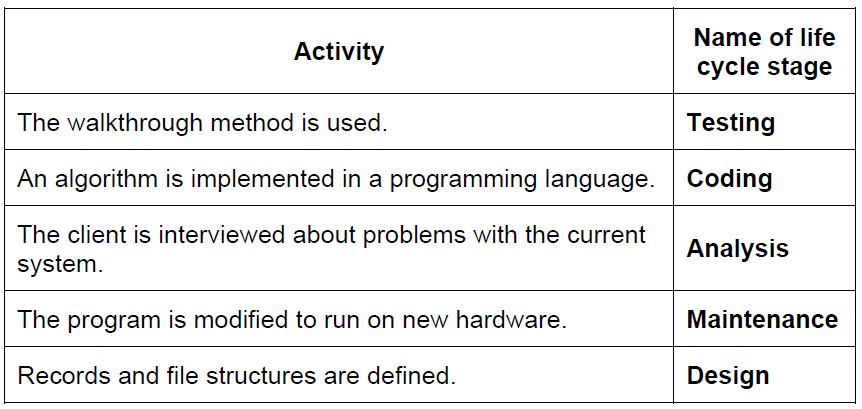 Activity
Name of life
cycle stage
The walkthrough method is used.
Testing
An algorithm is implemented in a programming language.
Coding
The client is interviewed about problems with the current
system.
Analysis
The program is modified to run on new hardware.
Maintenance
Records and file structures are defined.
Design